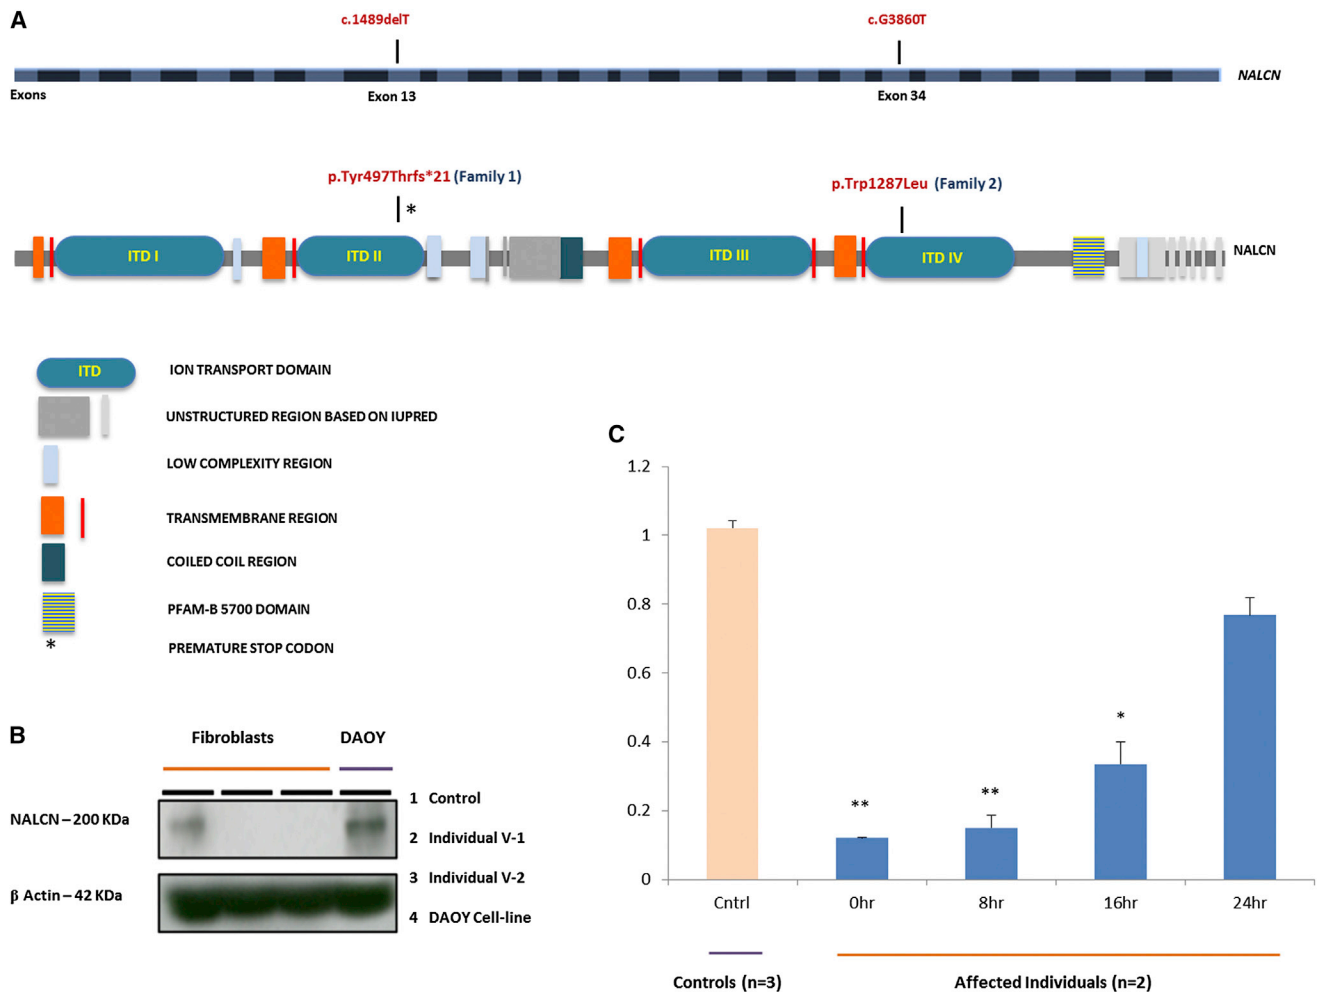 A
c.1489delT
c.G3860T
NALCN
Exons
Exon 13
Exon 34
p.Tyr497Thrfs*21 (Family 1)
p.Trp1287Leu (Family 2)
*
ITD I
ITD II
ITD III
ITD IV
NALCN
ITD
ION TRANSPORT DOMAIN
UNSTRUCTURED REGION BASED ON IUPRED
LOW COMPLEXITY REGION
TRANSMEMBRANE REGION
COILED COIL REGION
PFAM-B 5700 DOMAIN
* PREMATURE STOP CODON
B
Fibroblasts
DAOY
NALCN – 200 KDa
β Actin – 42 KDa
1 Control
2 Individual V-1
3 Individual V-2
4 DAOY Cell-line
C
1.2
1
0.8
0.6
0.4
0.2
0
**
**
*
Cntrl
0hr
8hr
16hr
24hr
Controls (n=3)
Affected Individuals (n=2)